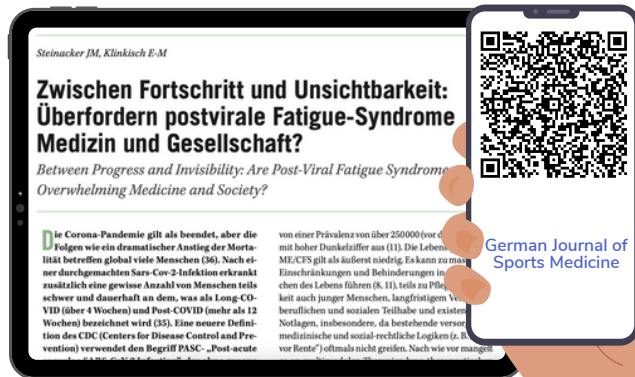 Steinacker JM, Klinkisch E-M
Zwischen Fortschritt und Unsichtbarkeit:
Überfordern postvirale Fatigue-Syndrome
Medizin und Gesellschaft?
Between Progress and Invisibility: Are Post-Viral Fatigue Syndrome
Overwhelming Medicine and Society?
Die Corona-Pandemie gilt als beendet, aber die
Folgen wie ein dramatischer Anstieg der Morta-
lität betreffen global viele Menschen (36). Nach ei-
ner durchgemachten Sars-Cov-2-Infektion erkrankt
zusätzlich eine gewisse Anzahl von Menschen teils
schwer und dauerhaft an dem, was als Long-CO-
VID (über 4 Wochen) und Post-COVID (mehr als 12
Wochen) bezeichnet wird (35). Eine neuere Defini-
tion des CDC (Centers for Disease Control and Pre-
vention) verwendet den Begriff PASC- „Post-acute
von einer Prävalenz von über 250000 (vor
mit hoher Dunkelziffer aus (11). Die Lebens
ME/CFS gilt als äußerst niedrig. Es kann zu
Einschränkungen und Behinderungen in
chen des Lebens führen (8, 11), teils zu
keit auch junger Menschen, langfristigem
beruflichen und sozialen Teilhabe und
Notlagen, insbesondere, da bestehende
medizinische und sozial-rechtliche Logiken (z. B.
vor Rente") oftmals nicht greifen. Nach wie vor mangelt
German Journal of
Sports Medicine